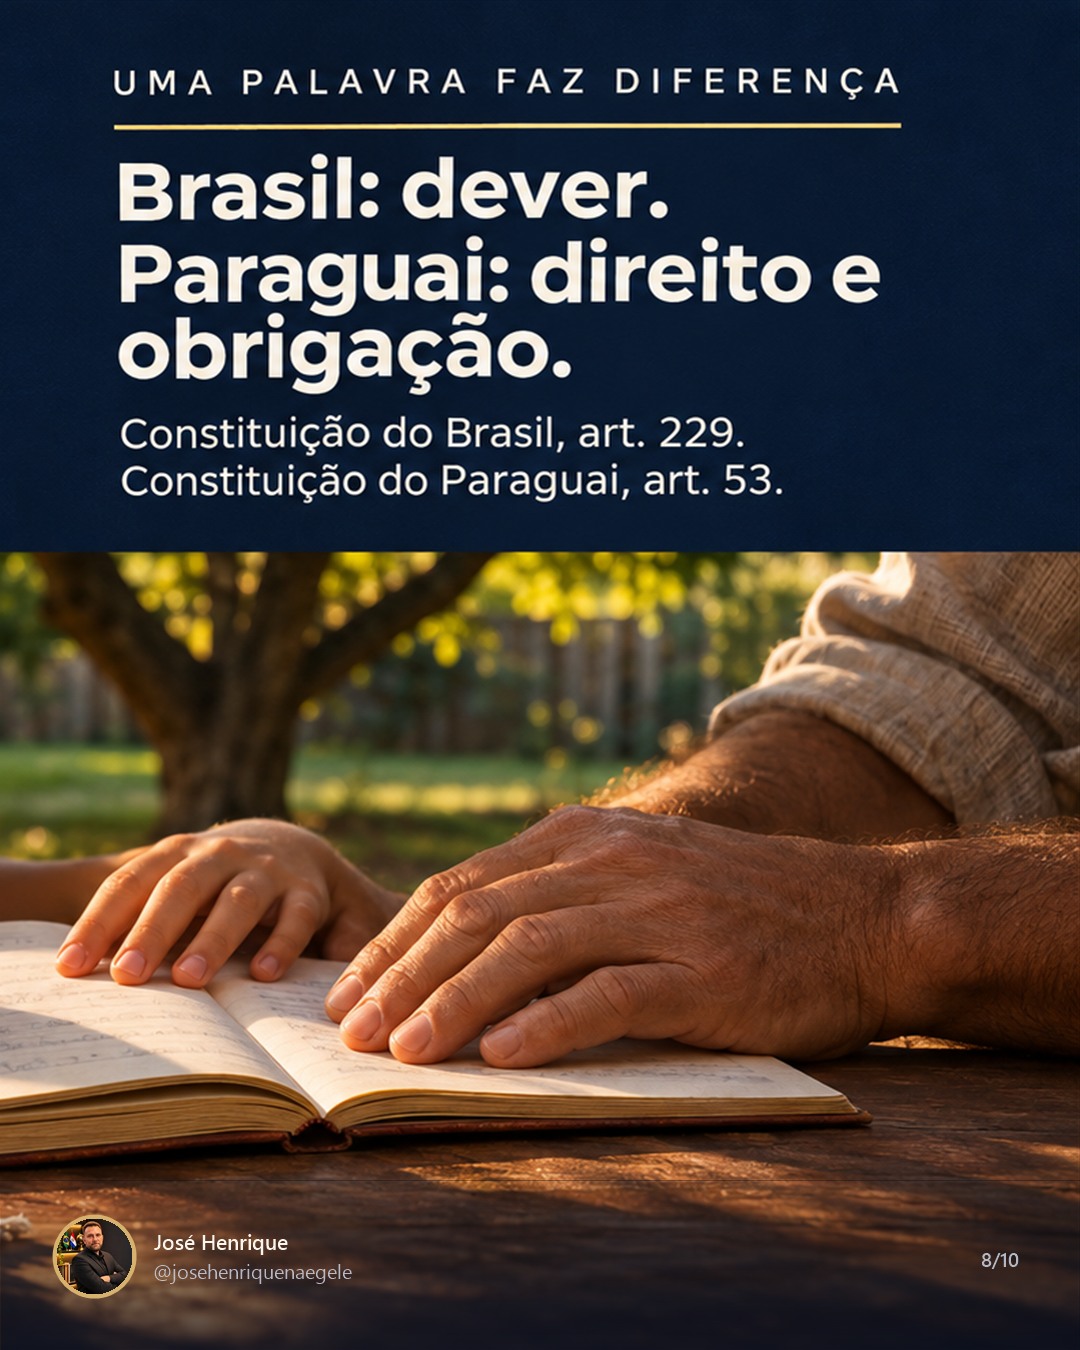 UMA PALAVRA FAZ DIFERENÇA
Brasil: dever.
Paraguai: direito e
obrigação.
Constituição do Brasil, art. 229.
Constituição do Paraguai, art. 53.
José Henrique
@josehenriquenaegele
8/10